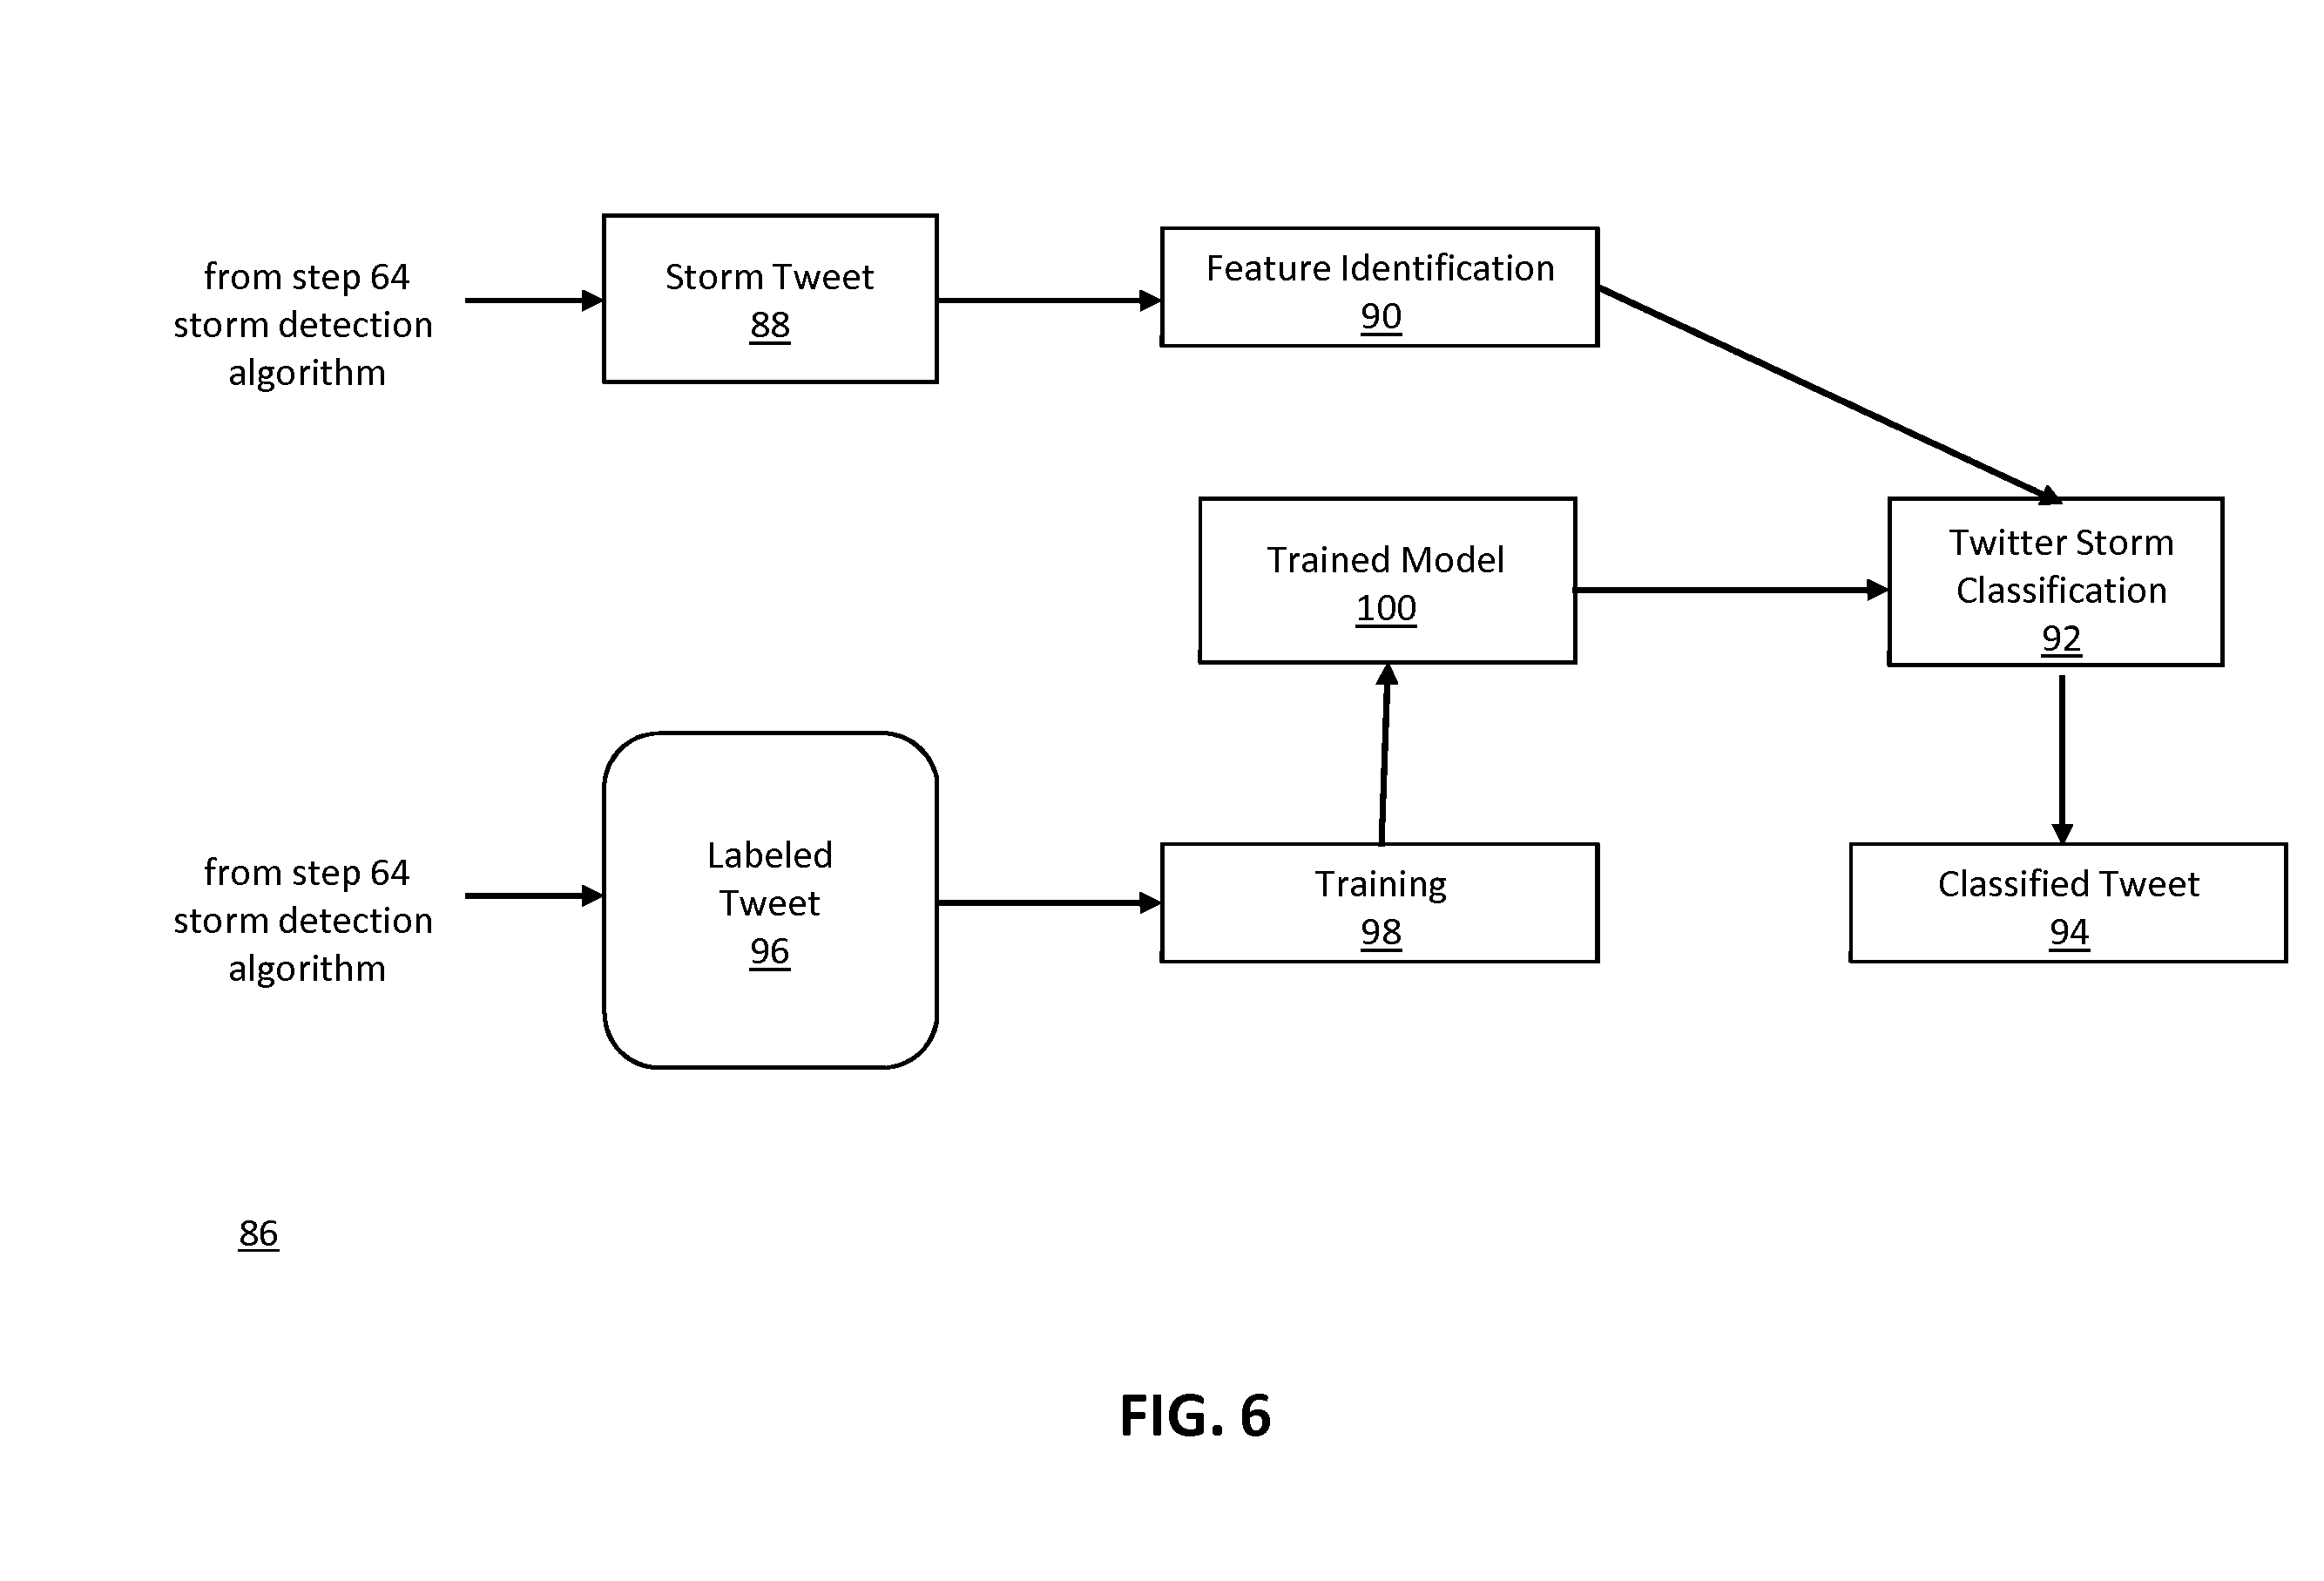 from step 64
storm detection
algorithm
Storm Tweet
88
Feature Identification
90
Trained Model
100
Twitter Storm
Classification
92
from step 64
storm detection
algorithm
Labeled
Tweet
96
Training
98
Classified Tweet
94
86
FIG. 6